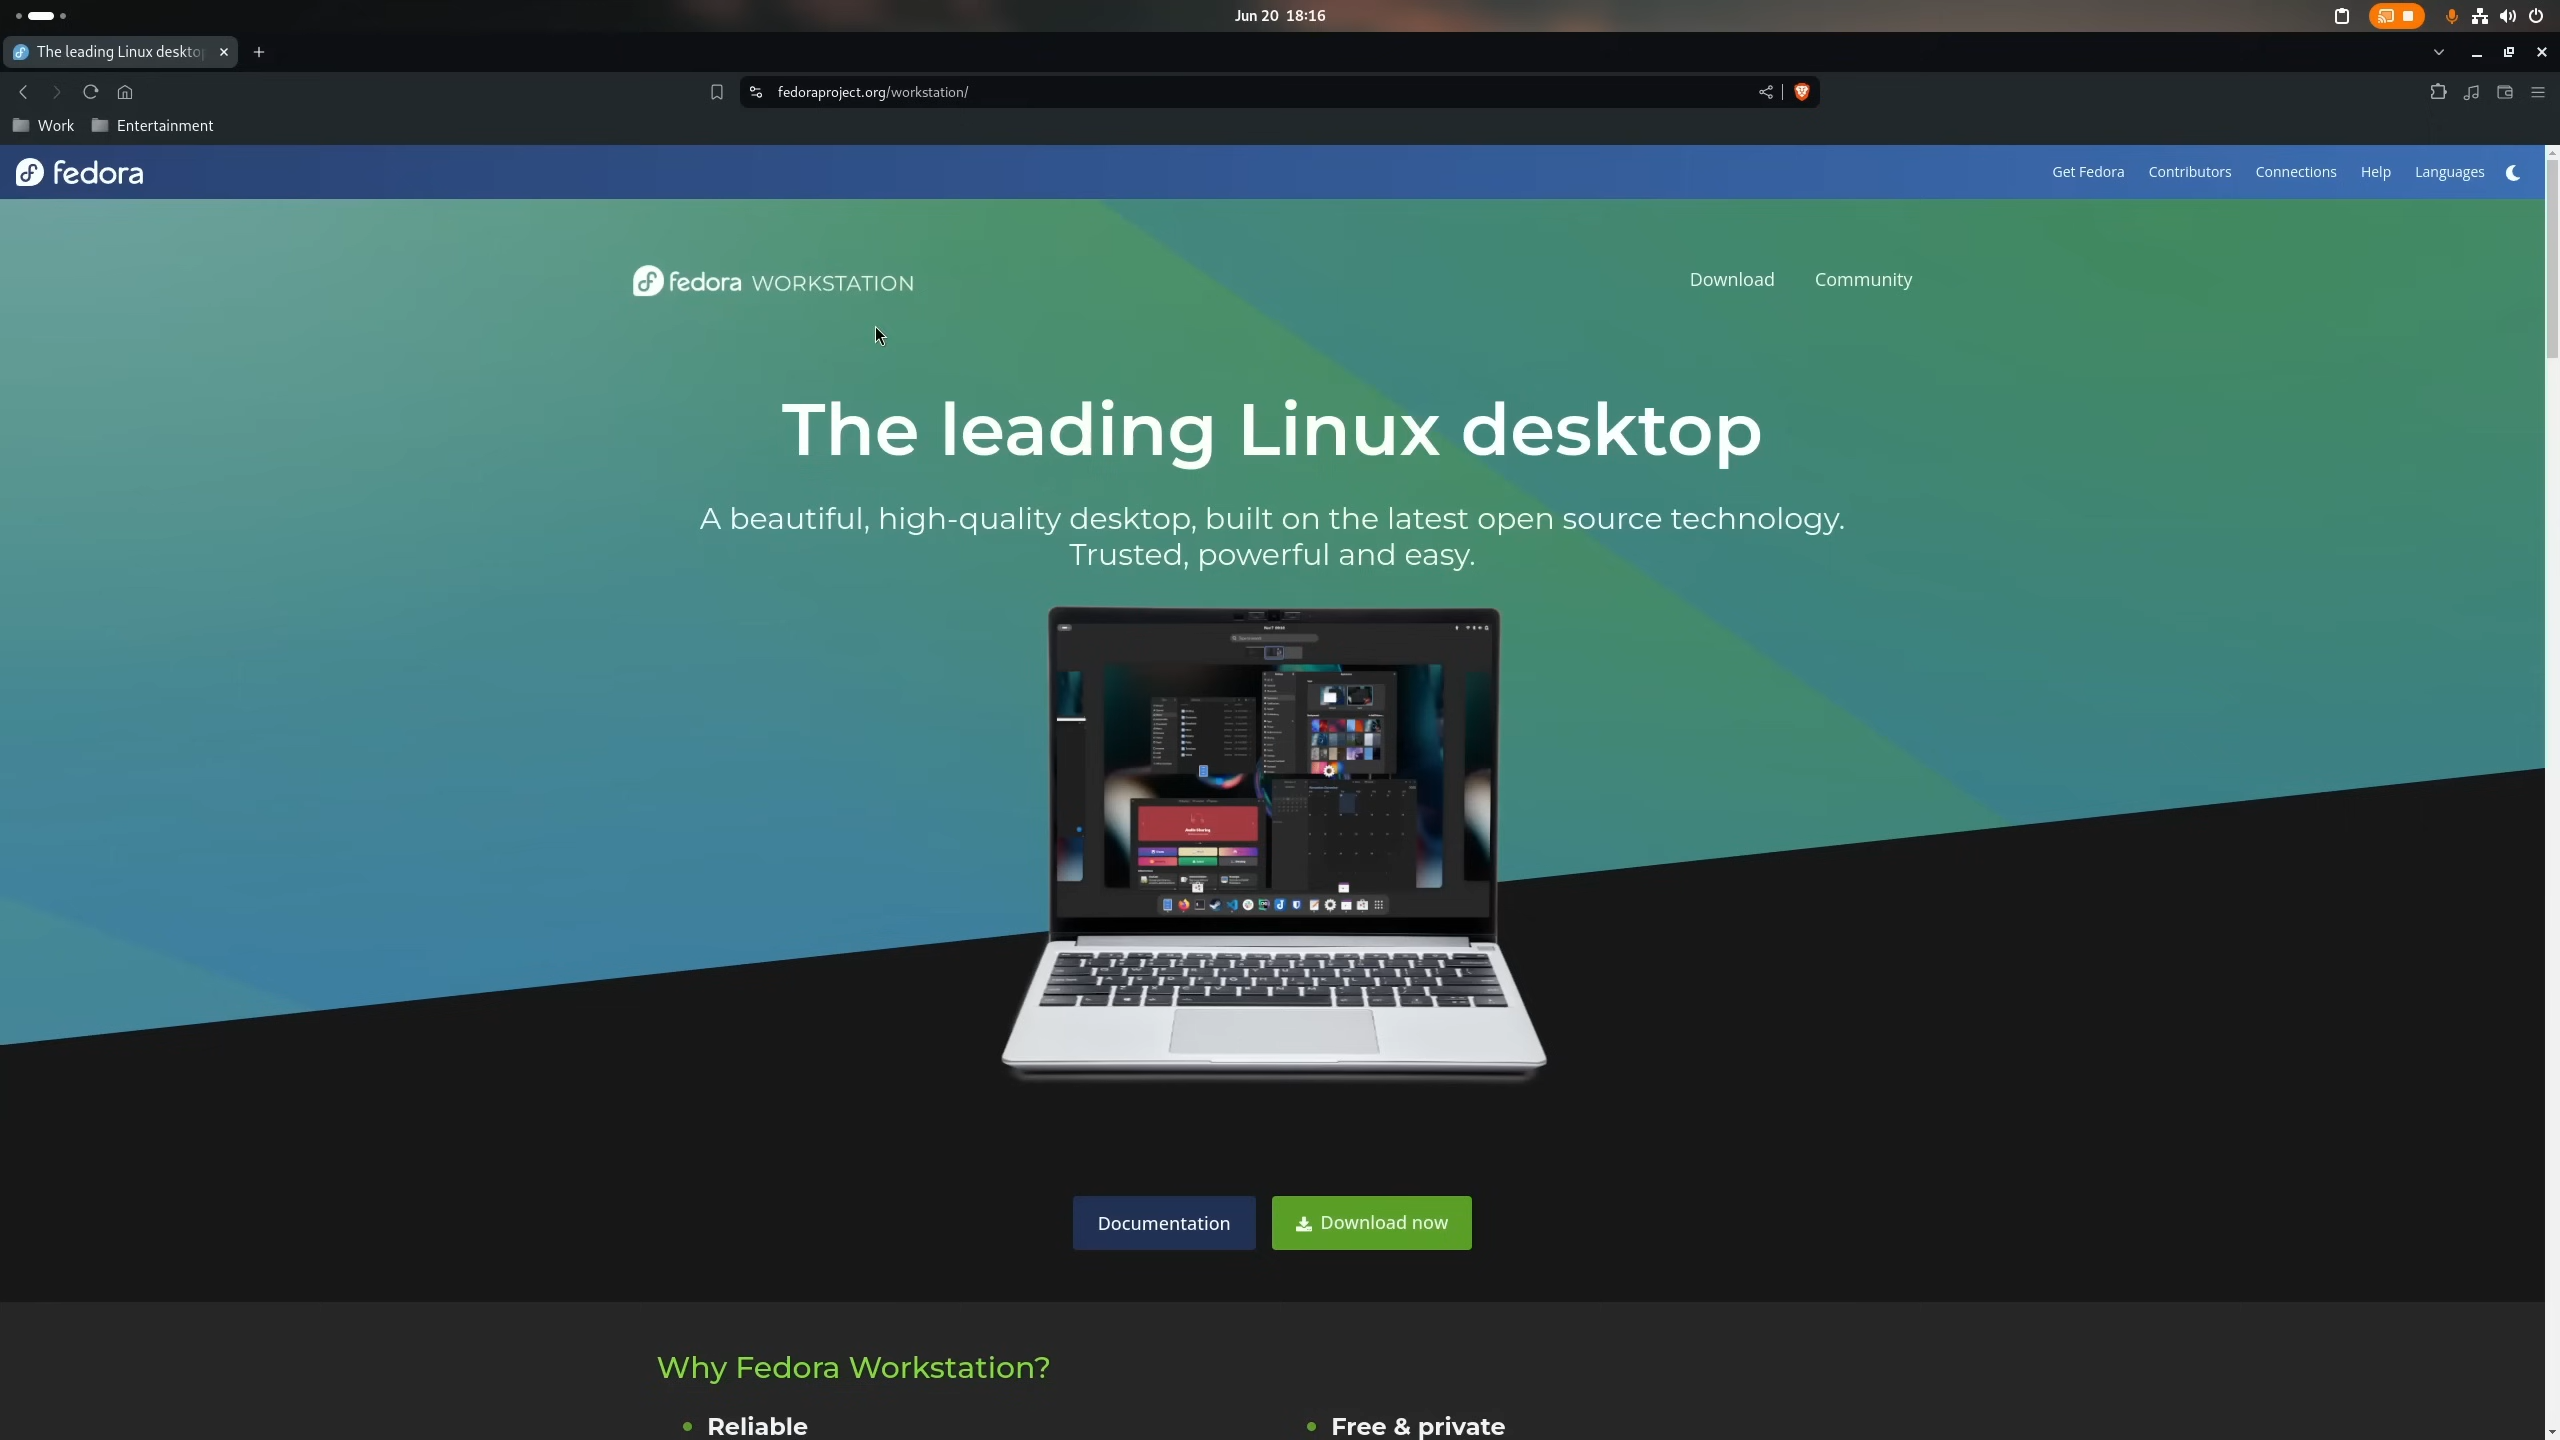 Jun 20 18:16
The leading Linux deskto
fedoraproject.org/workstation/
Work
Entertainment
fedora
Get Fedora
Contributors
Connections
Help
Languages
fedora WORKSTATION
Download
Community
The leading Linux desktop
A beautiful, high-quality desktop, built on the latest open source technology.
Trusted, powerful and easy.
Documentation
Download now
Why Fedora Workstation?
Reliable
Free & private